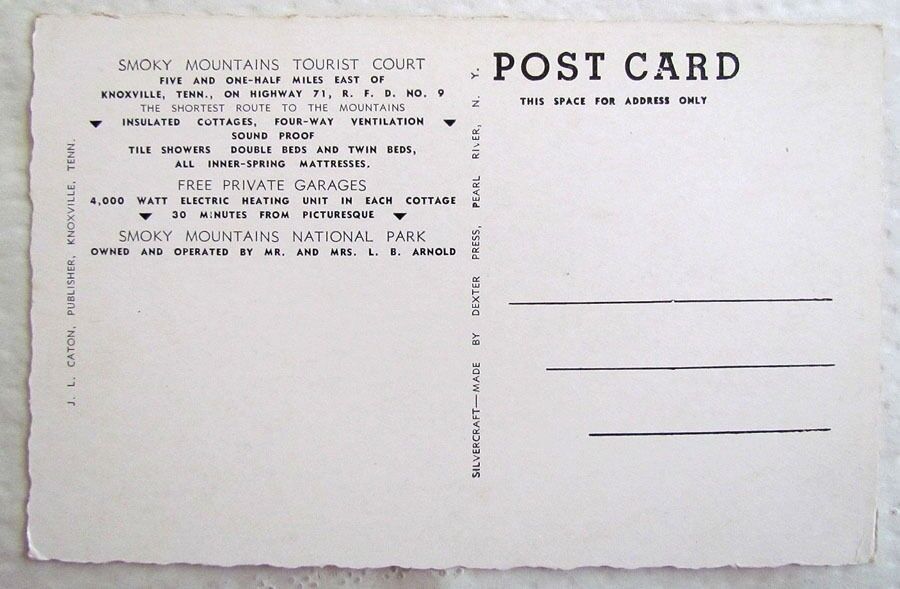 SMOKY MOUNTAINS TOURIST COURT
FIVE AND ONE-HALF MILES EAST OF
KNOXVILLE, TENN., ON HIGHWAY 71, R. F. D. NO. 9
THE SHORTEST ROUTE TO THE MOUNTAINS
INSULATED COTTAGES, FOUR-WAY VENTILATION
SOUND PROOF
TILE SHOWERS DOUBLE BEDS AND TWIN BEDS,
ALL INNER-SPRING MATTRESSES.
FREE PRIVATE GARAGES
4,000 WATT ELECTRIC HEATING UNIT IN EACH COTTAGE
30 MINUTES FROM PICTURESQUE
SMOKY MOUNTAINS NATIONAL PARK
OWNED AND OPERATED BY MR. AND MRS. L. B. ARNOLD
J. L. CATON, PUBLISHER, KNOXVILLE, TENN.
SILVERCRAFT—MADE BY DEXTER PRESS, PEARL RIVER, N. Y.
POST CARD
THIS SPACE FOR ADDRESS ONLY